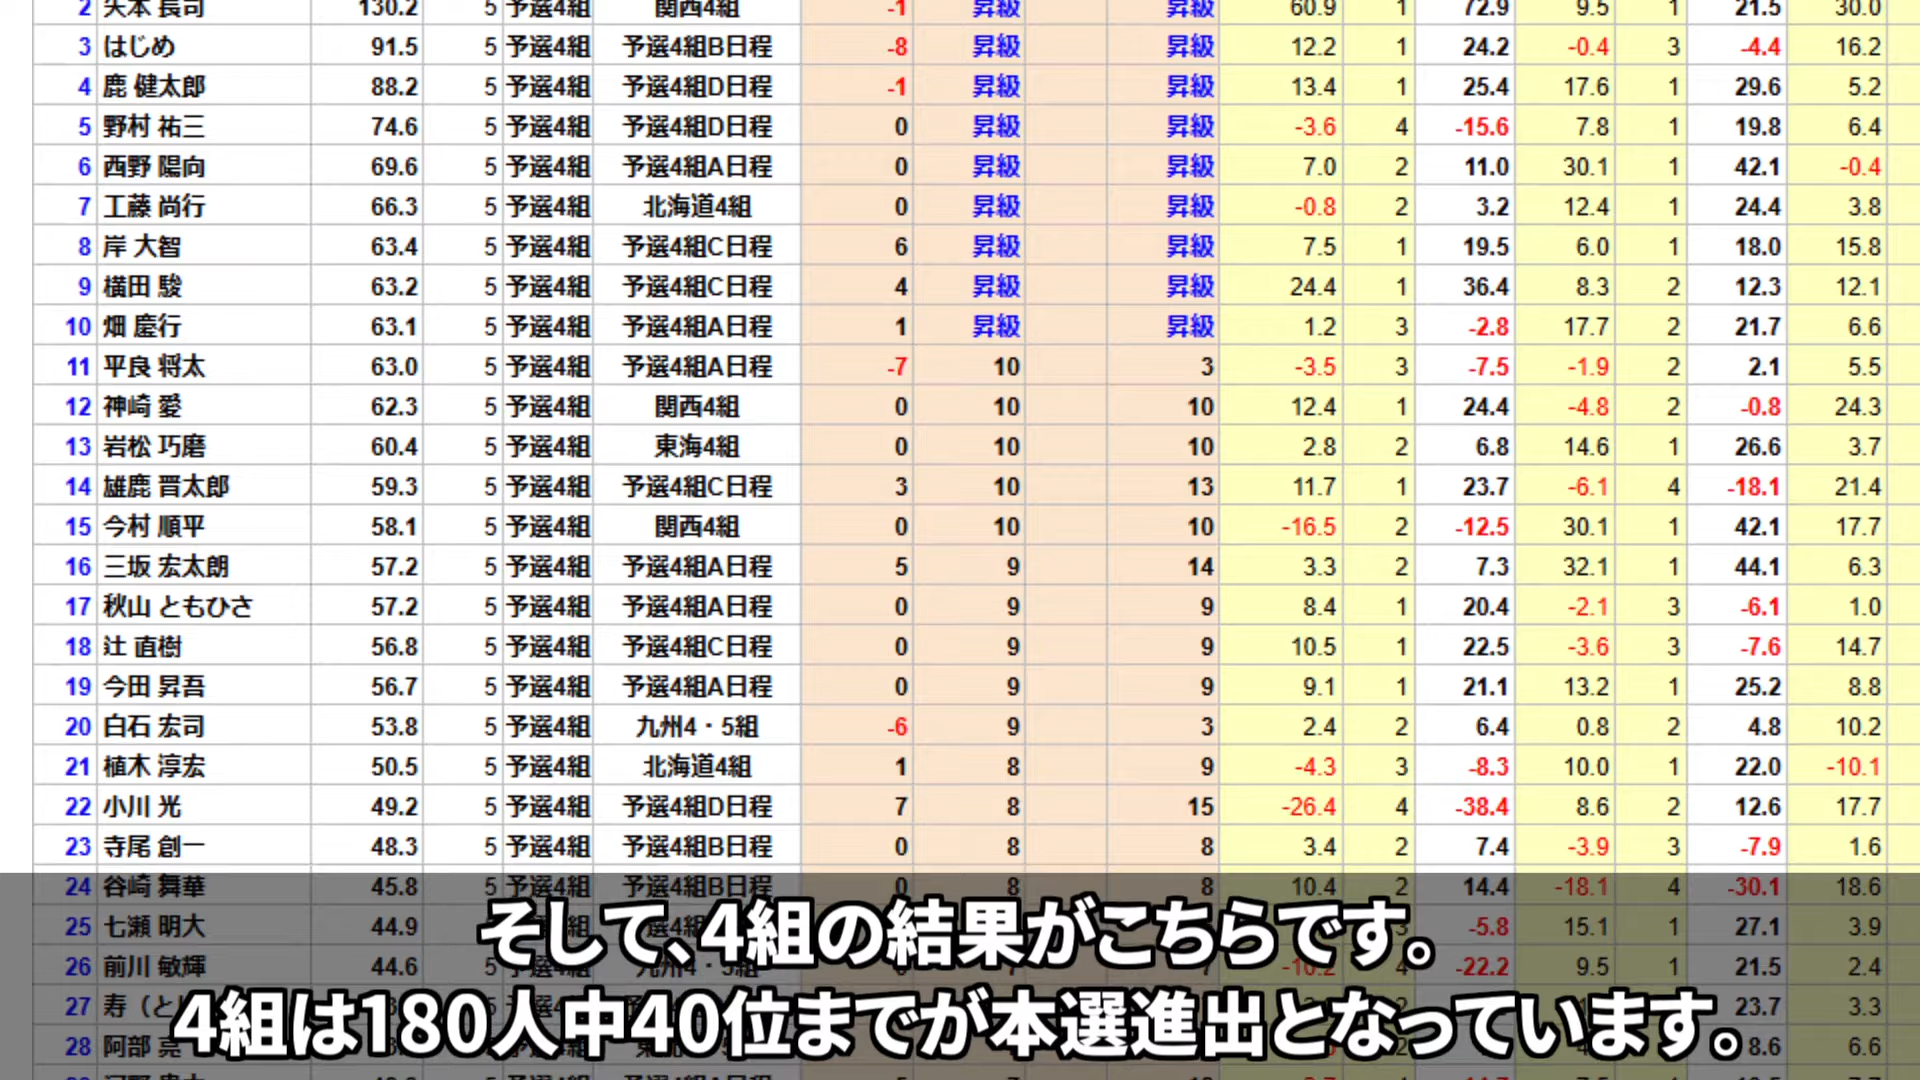 2 矢本 長司 130.2 5 予選4組 関西4組 -1 昇級 昇級 60.9 1 72.9 9.5 1 21.5 30.0
3 はじめ 91.5 5 予選4組 予選4組B日程 -8 昇級 昇級 12.2 1 24.2 -0.4 3 -4.4 16.2
4 鹿 健太郎 88.2 5 予選4組 予選4組D日程 -1 昇級 昇級 13.4 1 25.4 17.6 1 29.6 5.2
5 野村 祐三 74.6 5 予選4組 予選4組D日程 0 昇級 昇級 -3.6 4 -15.6 7.8 1 19.8 6.4
6 西野 陽向 69.6 5 予選4組 予選4組A日程 0 昇級 昇級 7.0 2 11.0 30.1 1 42.1 -0.4
7 工藤 尚行 66.3 5 予選4組 北海道4組 0 昇級 昇級 -0.8 2 3.2 12.4 1 24.4 3.8
8 岸 大智 63.4 5 予選4組 予選4組C日程 6 昇級 昇級 7.5 1 19.5 6.0 1 18.0 15.8
9 横田 駿 63.2 5 予選4組 予選4組C日程 4 昇級 昇級 24.4 1 36.4 8.3 2 12.3 12.1
10 畑 慶行 63.1 5 予選4組 予選4組A日程 1 昇級 昇級 1.2 3 -2.8 17.7 2 21.7 6.6
11 平良 将太 63.0 5 予選4組 予選4組A日程 -7 10 3 -3.5 3 -7.5 -1.9 2 2.1 5.5
12 神崎 愛 62.3 5 予選4組 関西4組 0 10 10 12.4 1 24.4 -4.8 2 -0.8 24.3
13 岩松 巧磨 60.4 5 予選4組 東海4組 0 10 10 2.8 2 6.8 14.6 1 26.6 3.7
14 雄鹿 晋太郎 59.3 5 予選4組 予選4組C日程 3 10 13 11.7 1 23.7 -6.1 4 -18.1 21.4
15 今村 順平 58.1 5 予選4組 関西4組 0 10 10 -16.5 2 -12.5 30.1 1 42.1 17.7
16 三坂 宏太朗 57.2 5 予選4組 予選4組A日程 5 9 14 3.3 2 7.3 32.1 1 44.1 6.3
17 秋山 ともひさ 57.2 5 予選4組 予選4組A日程 0 9 9 8.4 1 20.4 -2.1 3 -6.1 1.0
18 辻 直樹 56.8 5 予選4組 予選4組C日程 0 9 9 10.5 1 22.5 -3.6 3 -7.6 14.7
19 今田 昇吾 56.7 5 予選4組 予選4組A日程 0 9 9 9.1 1 21.1 13.2 1 25.2 8.8
20 白石 宏司 53.8 5 予選4組 九州4・5組 -6 9 3 2.4 2 6.4 0.8 2 4.8 10.2
21 植木 淳宏 50.5 5 予選4組 北海道4組 1 8 9 -4.3 3 -8.3 10.0 1 22.0 -10.1
22 小川 光 49.2 5 予選4組 予選4組D日程 7 8 15 -26.4 4 -38.4 8.6 2 12.6 17.7
23 寺尾 創一 48.3 5 予選4組 予選4組B日程 0 8 8 3.4 2 7.4 -3.9 3 -7.9 1.6
24 谷崎 舞華 45.8 5 予選4組 予選4組B日程 0 8 8 10.4 2 14.4 -18.1 4 -30.1 18.6
25 七瀬 明大 44.9 -5.8 15.1 1 27.1 3.9
26 前川 敏輝 44.6 -22.2 9.5 1 21.5 2.4
27 寿 23.7 3.3
28 阿部 8.6 6.6
そして、4組の結果がこちらです。
4組は180人中40位までが本選進出となっています。